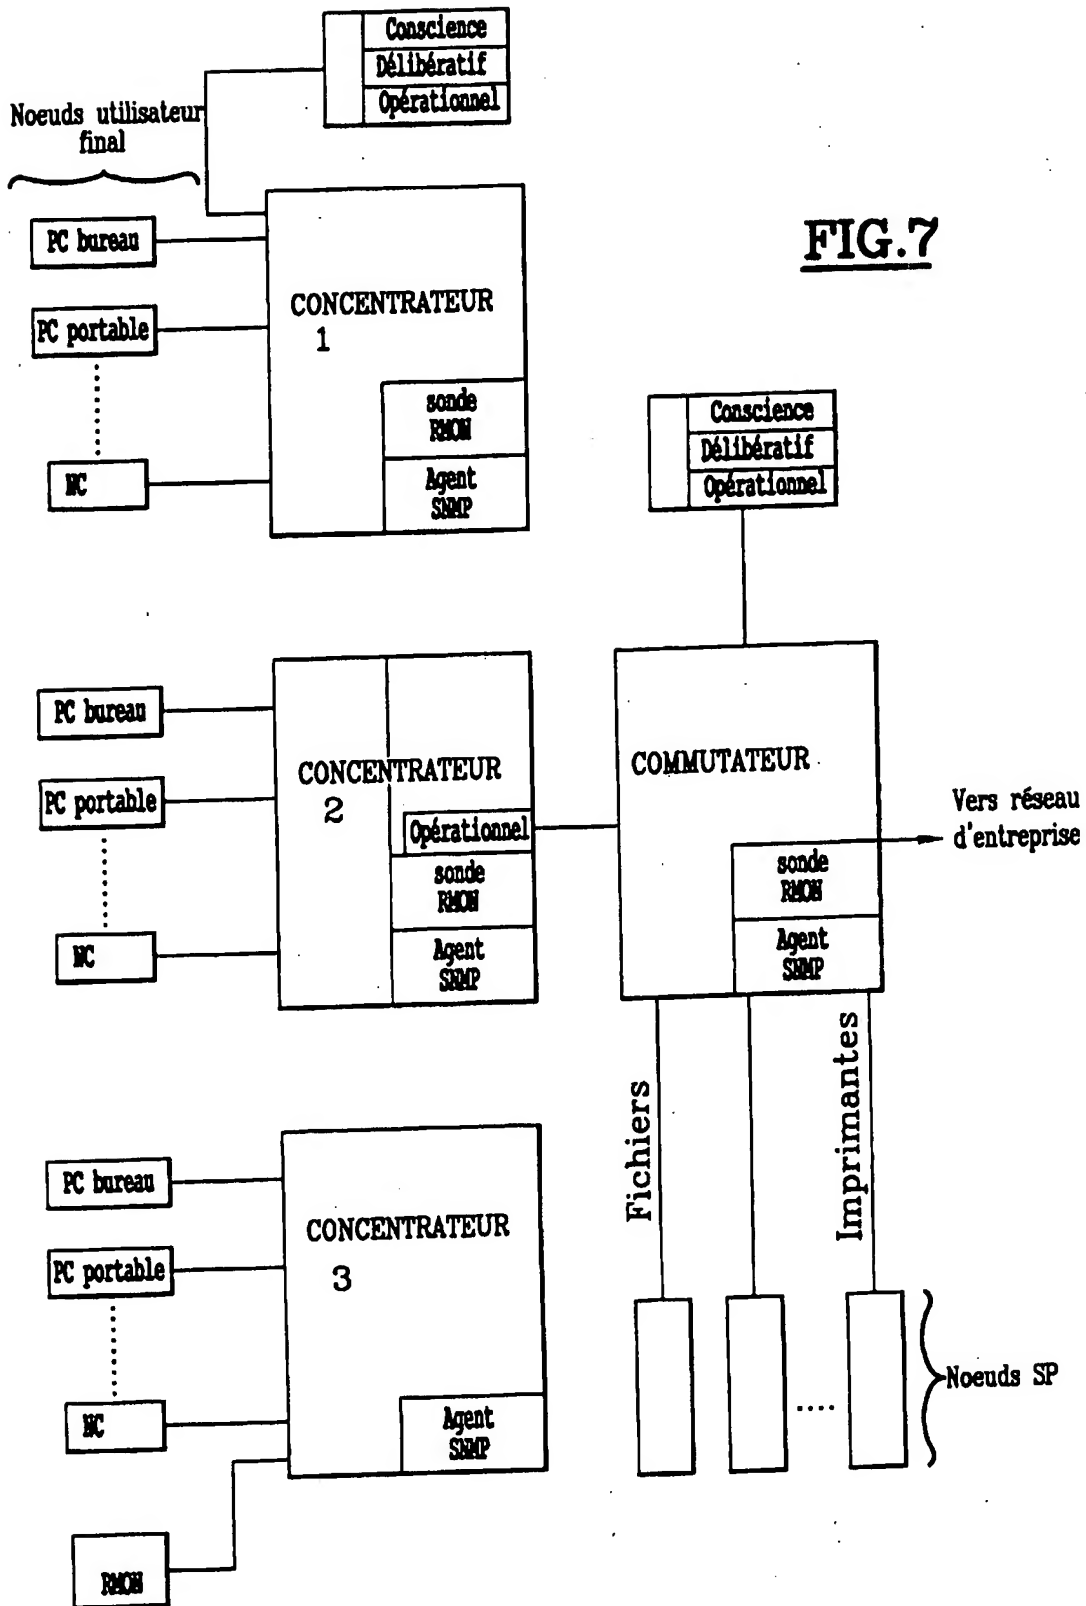 Conscience
Délibératif
Opérationnel
Noeuds utilisateur
final
PC bureau
PC portable
NC
CONCENTRATEUR
1
sonde
RMON
Agent
SNMP
FIG.7
Conscience
Délibératif
Opérationnel
PC bureau
PC portable
NC
CONCENTRATEUR
2
Opérationnel
sonde
RMON
Agent
SNMP
COMMUTATEUR
sonde
RMON
Agent
SNMP
Vers réseau
d'entreprise
Fichiers
Imprimantes
PC bureau
PC portable
NC
RMON
CONCENTRATEUR
3
Agent
SNMP
Noeuds SP